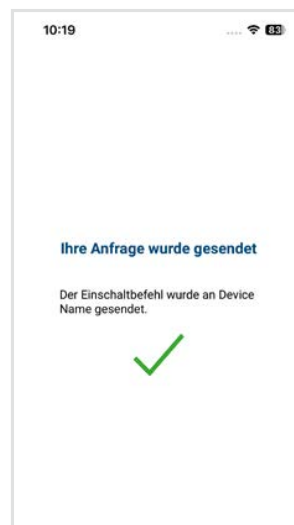 10:19
83
Ihre Anfrage wurde gesendet
Der Einschaltbefehl wurde an Device
Name gesendet.